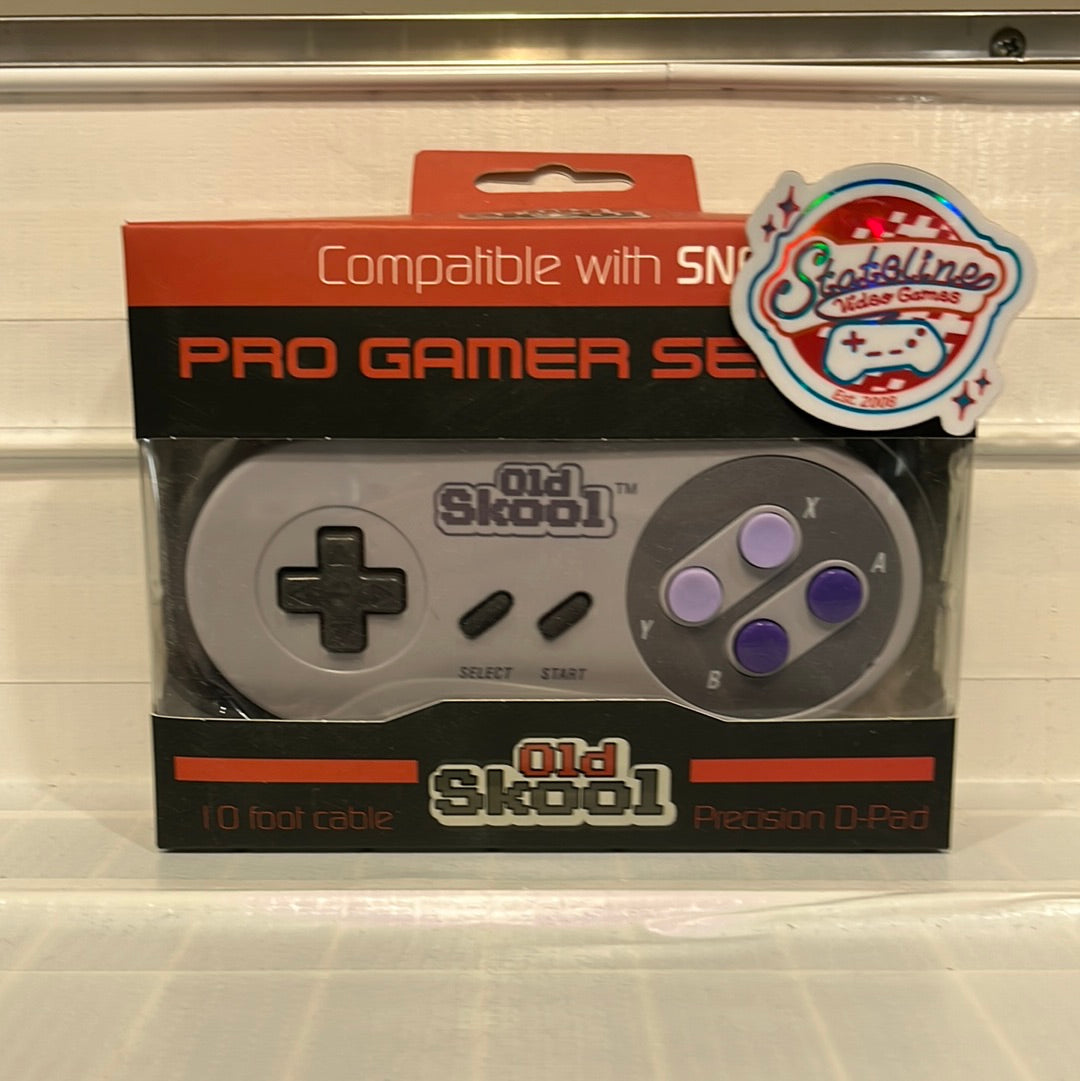 Compatible with SN
PRO GAMER SE
Stateline
Video Games
Est. 2008
Old
Skool™
X
A
Y
B
SELECT START
Old
Skool
10 foot cable
Precision D-Pad